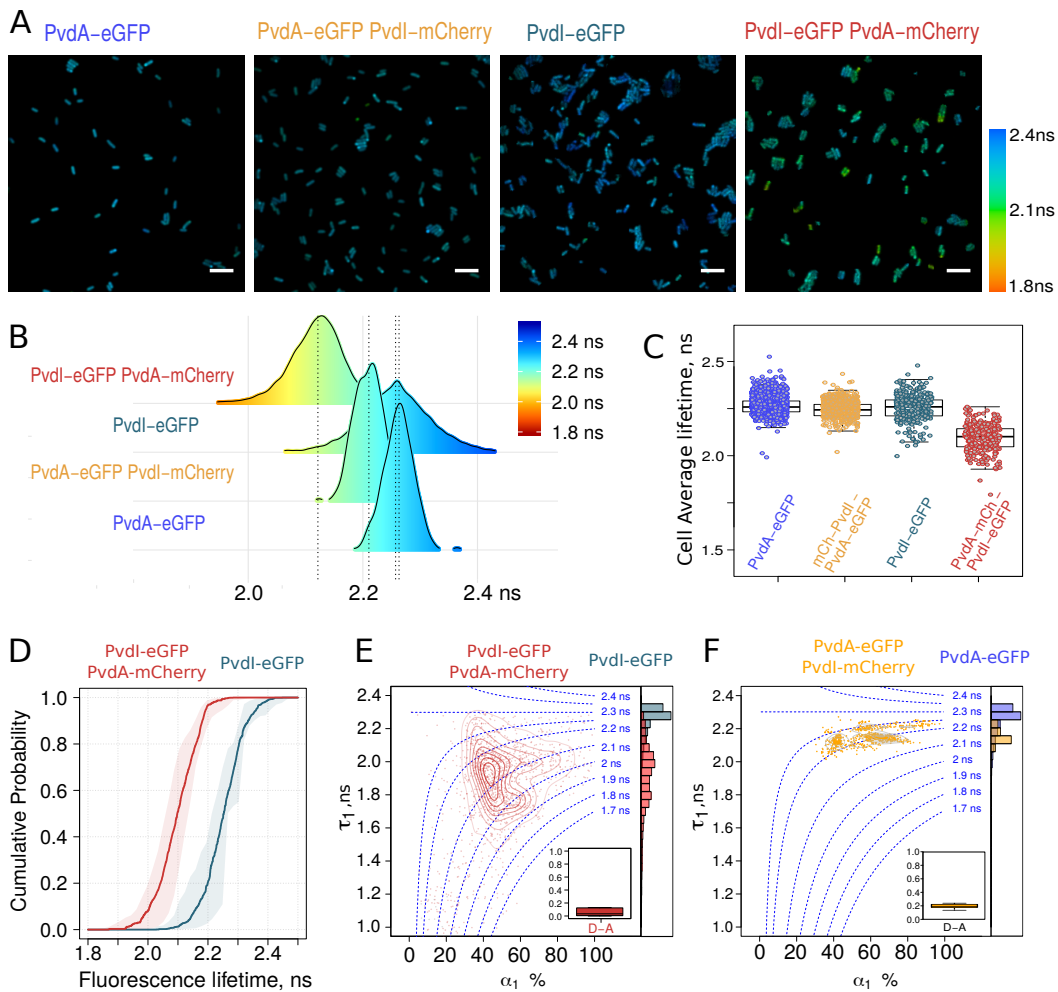 A
PvdA–eGFP
PvdA–eGFP PvdI–mCherry
PvdI–eGFP
PvdI–eGFP PvdA–mCherry
2.4ns
2.1ns
1.8ns
B
PvdI–eGFP PvdA–mCherry
PvdI–eGFP
PvdA–eGFP PvdI–mCherry
PvdA–eGFP
2.4 ns
2.2 ns
2.0 ns
1.8 ns
2.0
2.2
2.4 ns
C
Cell Average lifetime, ns
2.5
2.0
1.5
PvdA–eGFP
mCh–PvdI–
PvdA–eGFP
PvdI–eGFP
PvdA–mCh–
PvdI–eGFP
D
PvdI-eGFP
PvdA-mCherry
PvdI-eGFP
Cumulative Probability
1.0
0.8
0.6
0.4
0.2
0.0
1.8
2.0
2.2
2.4
Fluorescence lifetime, ns
E
PvdI-eGFP
PvdA-mCherry
PvdI-eGFP
τ1,ns
2.4
2.2
2.0
1.8
1.6
1.4
1.2
1.0
2.4 ns
2.3 ns
2.2 ns
2.1 ns
2 ns
1.9 ns
1.8 ns
1.7 ns
1.0
0.8
0.6
0.4
0.2
0.0
D–A
0 20 40 60 80 100
α1 %
F
PvdA-eGFP
PvdI-mCherry
PvdA-eGFP
τ1,ns
2.4
2.2
2.0
1.8
1.6
1.4
1.2
1.0
2.4 ns
2.3 ns
2.2 ns
2.1 ns
2 ns
1.9 ns
1.8 ns
1.7 ns
1.0
0.8
0.6
0.4
0.2
0.0
D–A
0 20 40 60 80 100
α1 %